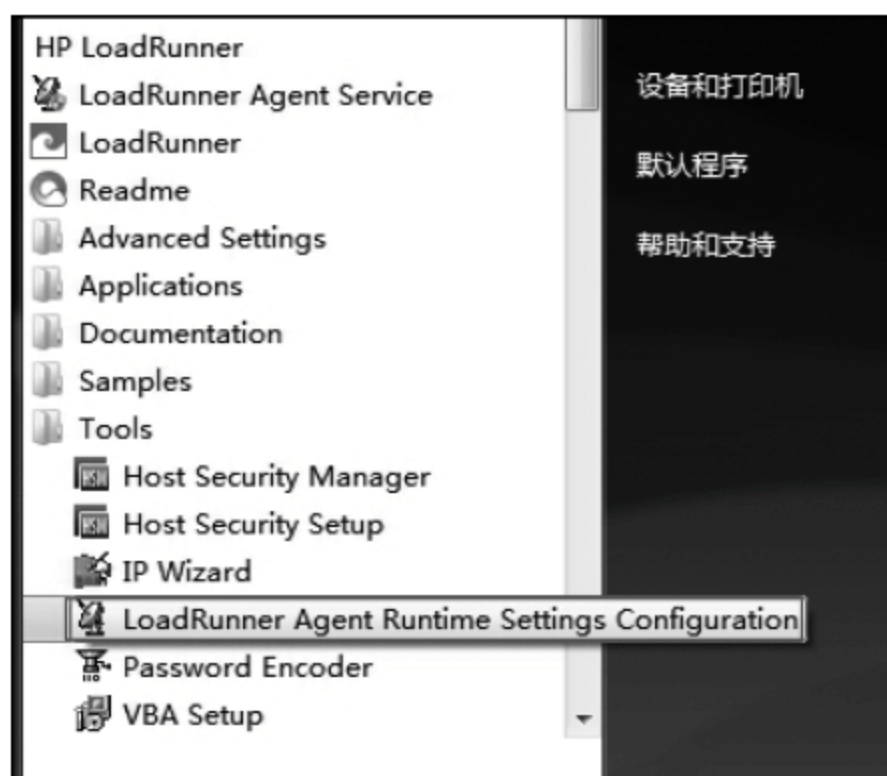 HP LoadRunner
LoadRunner Agent Service
LoadRunner
Readme
Advanced Settings
Applications
Documentation
Samples
Tools
Host Security Manager
Host Security Setup
IP Wizard
LoadRunner Agent Runtime Settings Configuration
Password Encoder
VBA Setup
设备和打印机
默认程序
帮助和支持